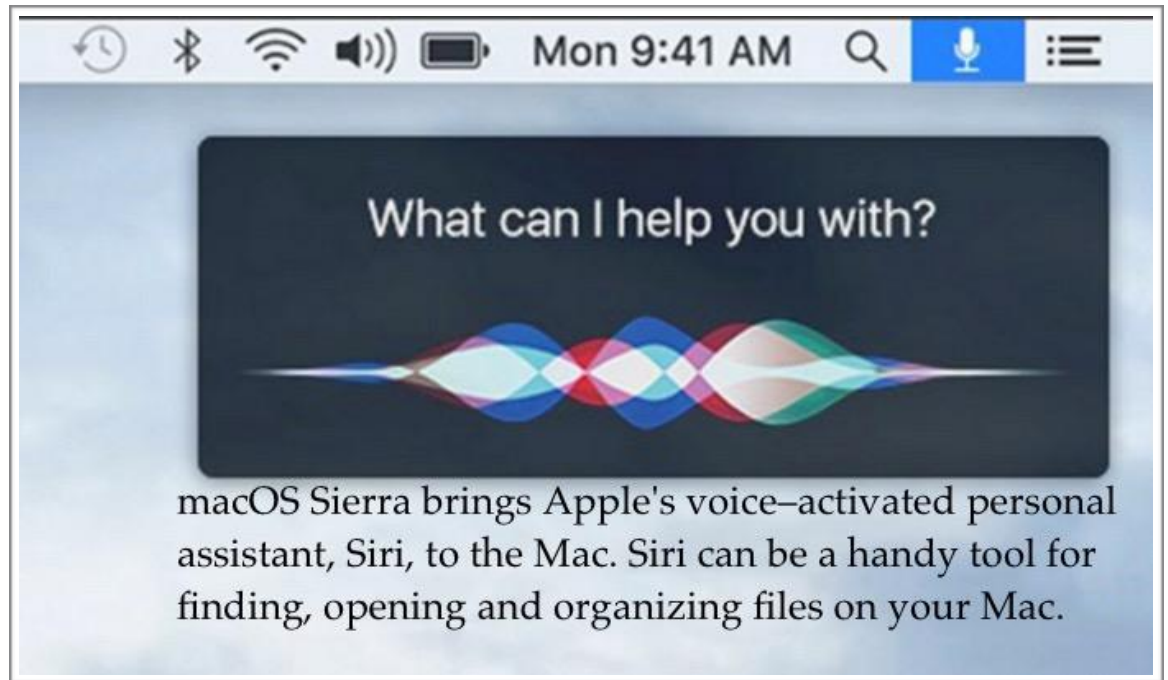 Mon 9:41 AM
What can I help you with?
macOS Sierra brings Apple's voice–activated personal
assistant, Siri, to the Mac. Siri can be a handy tool for
finding, opening and organizing files on your Mac.